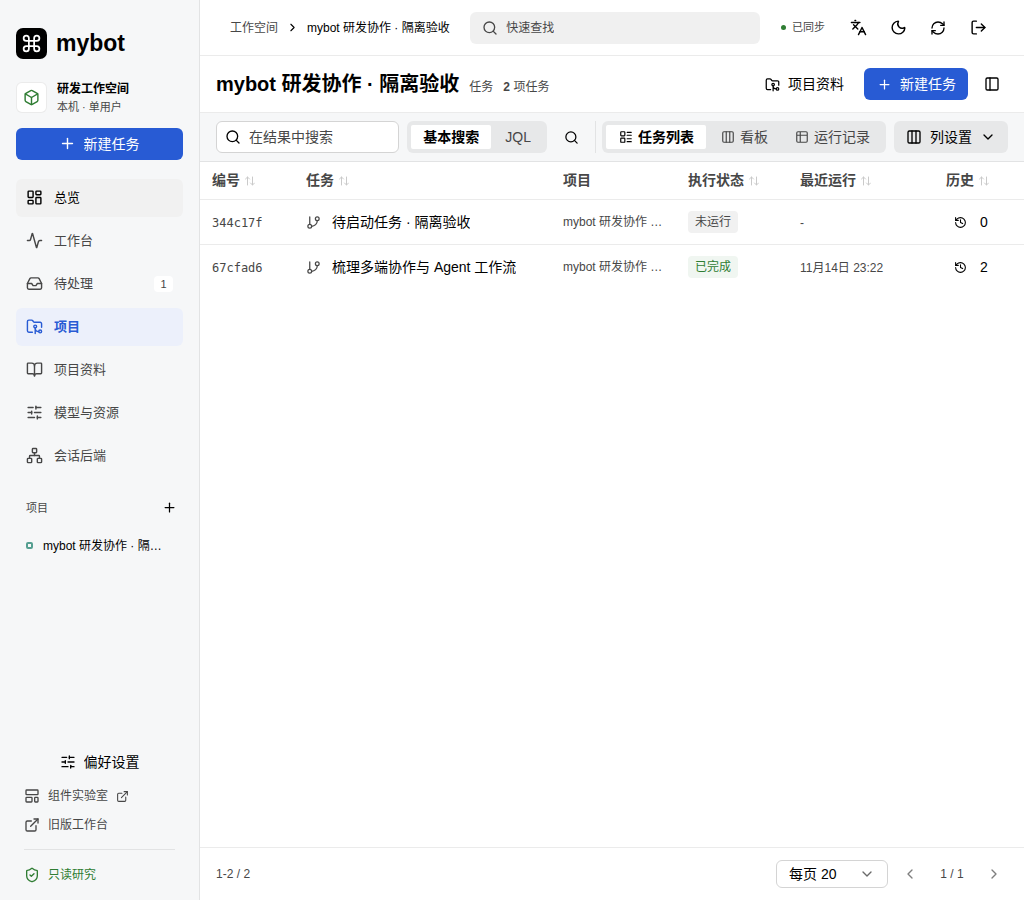 mybot
研发工作空间
本机 · 单用户
新建任务
总览
工作台
待处理 1
项目
项目资料
模型与资源
会话后端
项目
mybot 研发协作 · 隔…
偏好设置
组件实验室
旧版工作台
只读研究
工作空间 mybot 研发协作 · 隔离验收 快速查找 已同步
mybot 研发协作 · 隔离验收 任务 2 项任务 项目资料 新建任务
在结果中搜索 基本搜索 JQL 任务列表 看板 运行记录 列设置
编号 任务 项目 执行状态 最近运行 历史
344c17f 待启动任务 · 隔离验收 mybot 研发协作 … 未运行 - 0
67cfad6 梳理多端协作与 Agent 工作流 mybot 研发协作 … 已完成 11月14日 23:22 2
1-2 / 2 每页 20 1 / 1